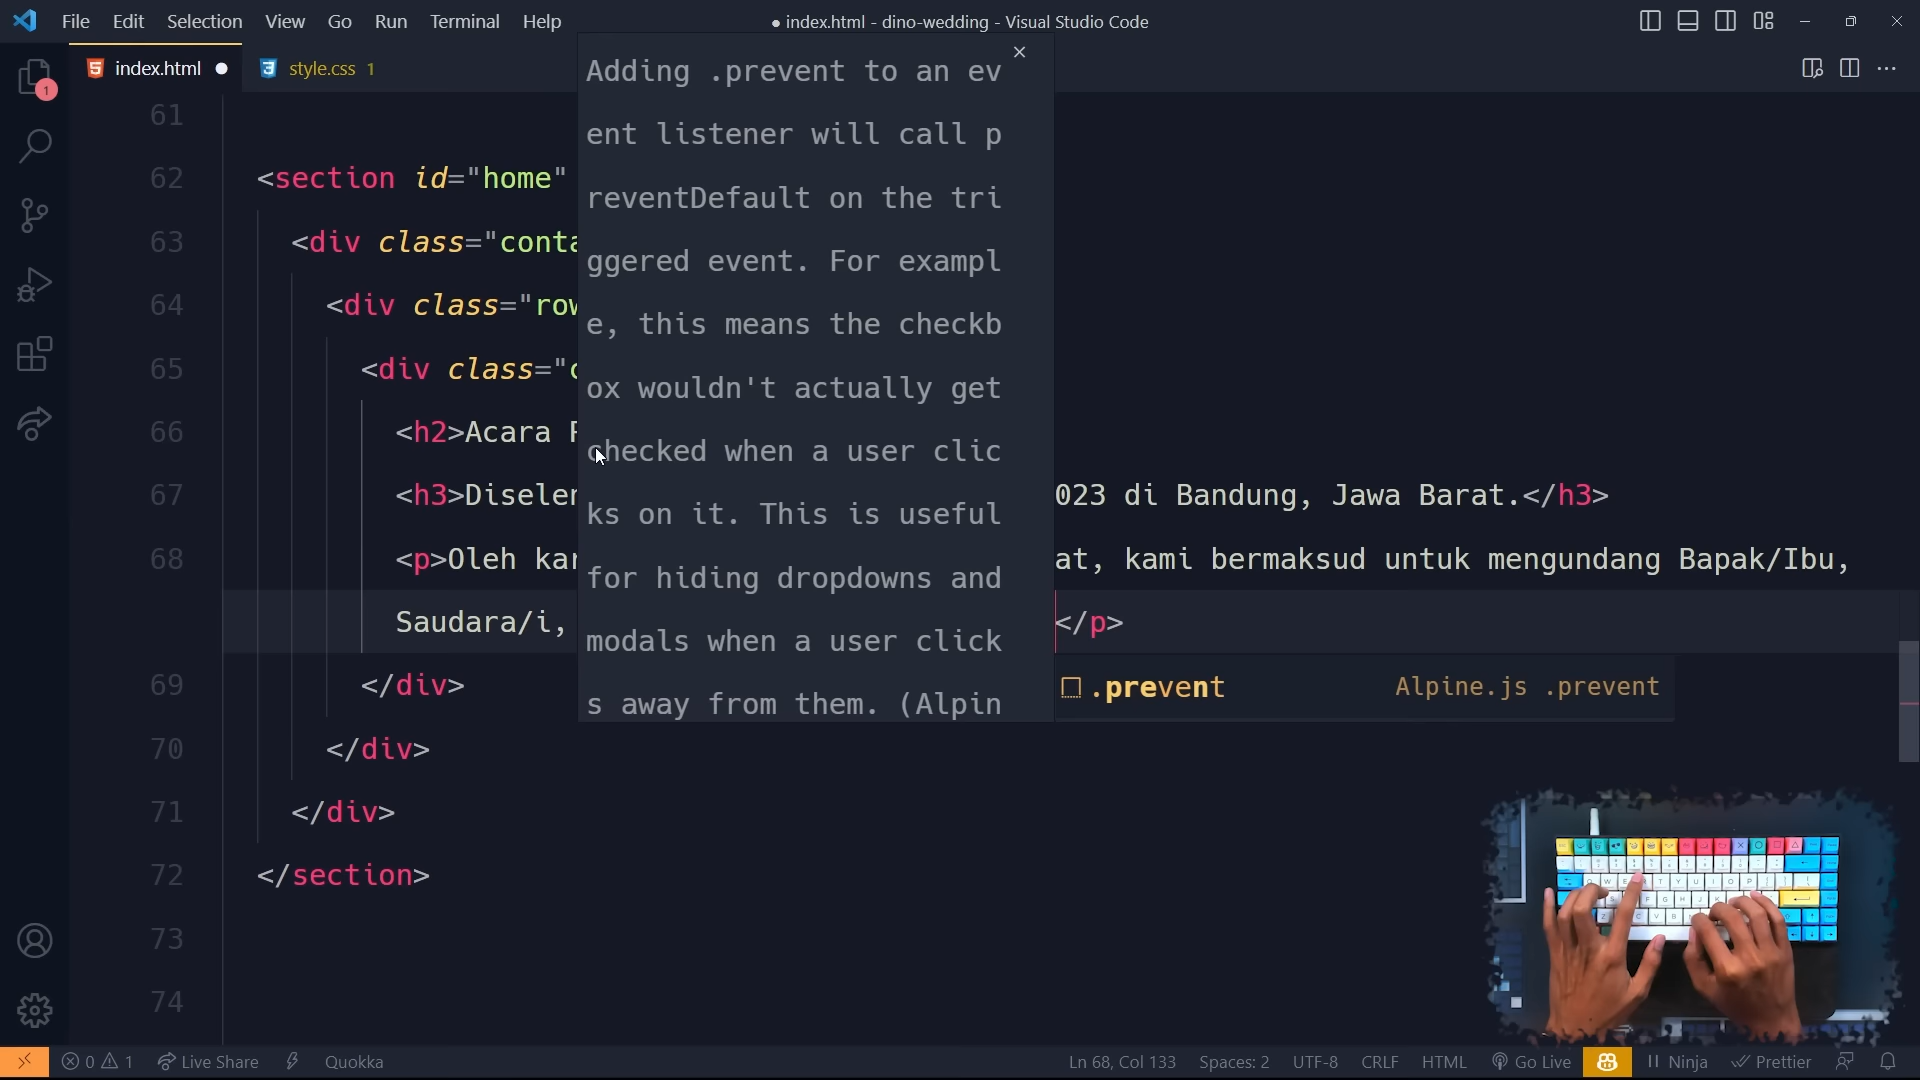 File Edit Selection View Go Run Terminal Help
● index.html - dino-wedding - Visual Studio Code
index.html ●
style.css 1
1
Adding .prevent to an ev
ent listener will call p
reventDefault on the tri
ggered event. For exampl
e, this means the checkb
ox wouldn't actually get
checked when a user clic
ks on it. This is useful
for hiding dropdowns and
modals when a user click
s away from them. (Alpin
61
62 <section id="home"
63 <div class="conta
64 <div class="row
65 <div class="c
66 <h2>Acara
67 <h3>Diselen 023 di Bandung, Jawa Barat.</h3>
68 <p>Oleh kar at, kami bermaksud untuk mengundang Bapak/Ibu,
Saudara/i, </p>
.prevent Alpine.js .prevent
69 </div>
70 </div>
71 </div>
72 </section>
73
74
0 1 Live Share Quokka
Ln 68, Col 133 Spaces: 2 UTF-8 CRLF HTML Go Live Ninja Prettier